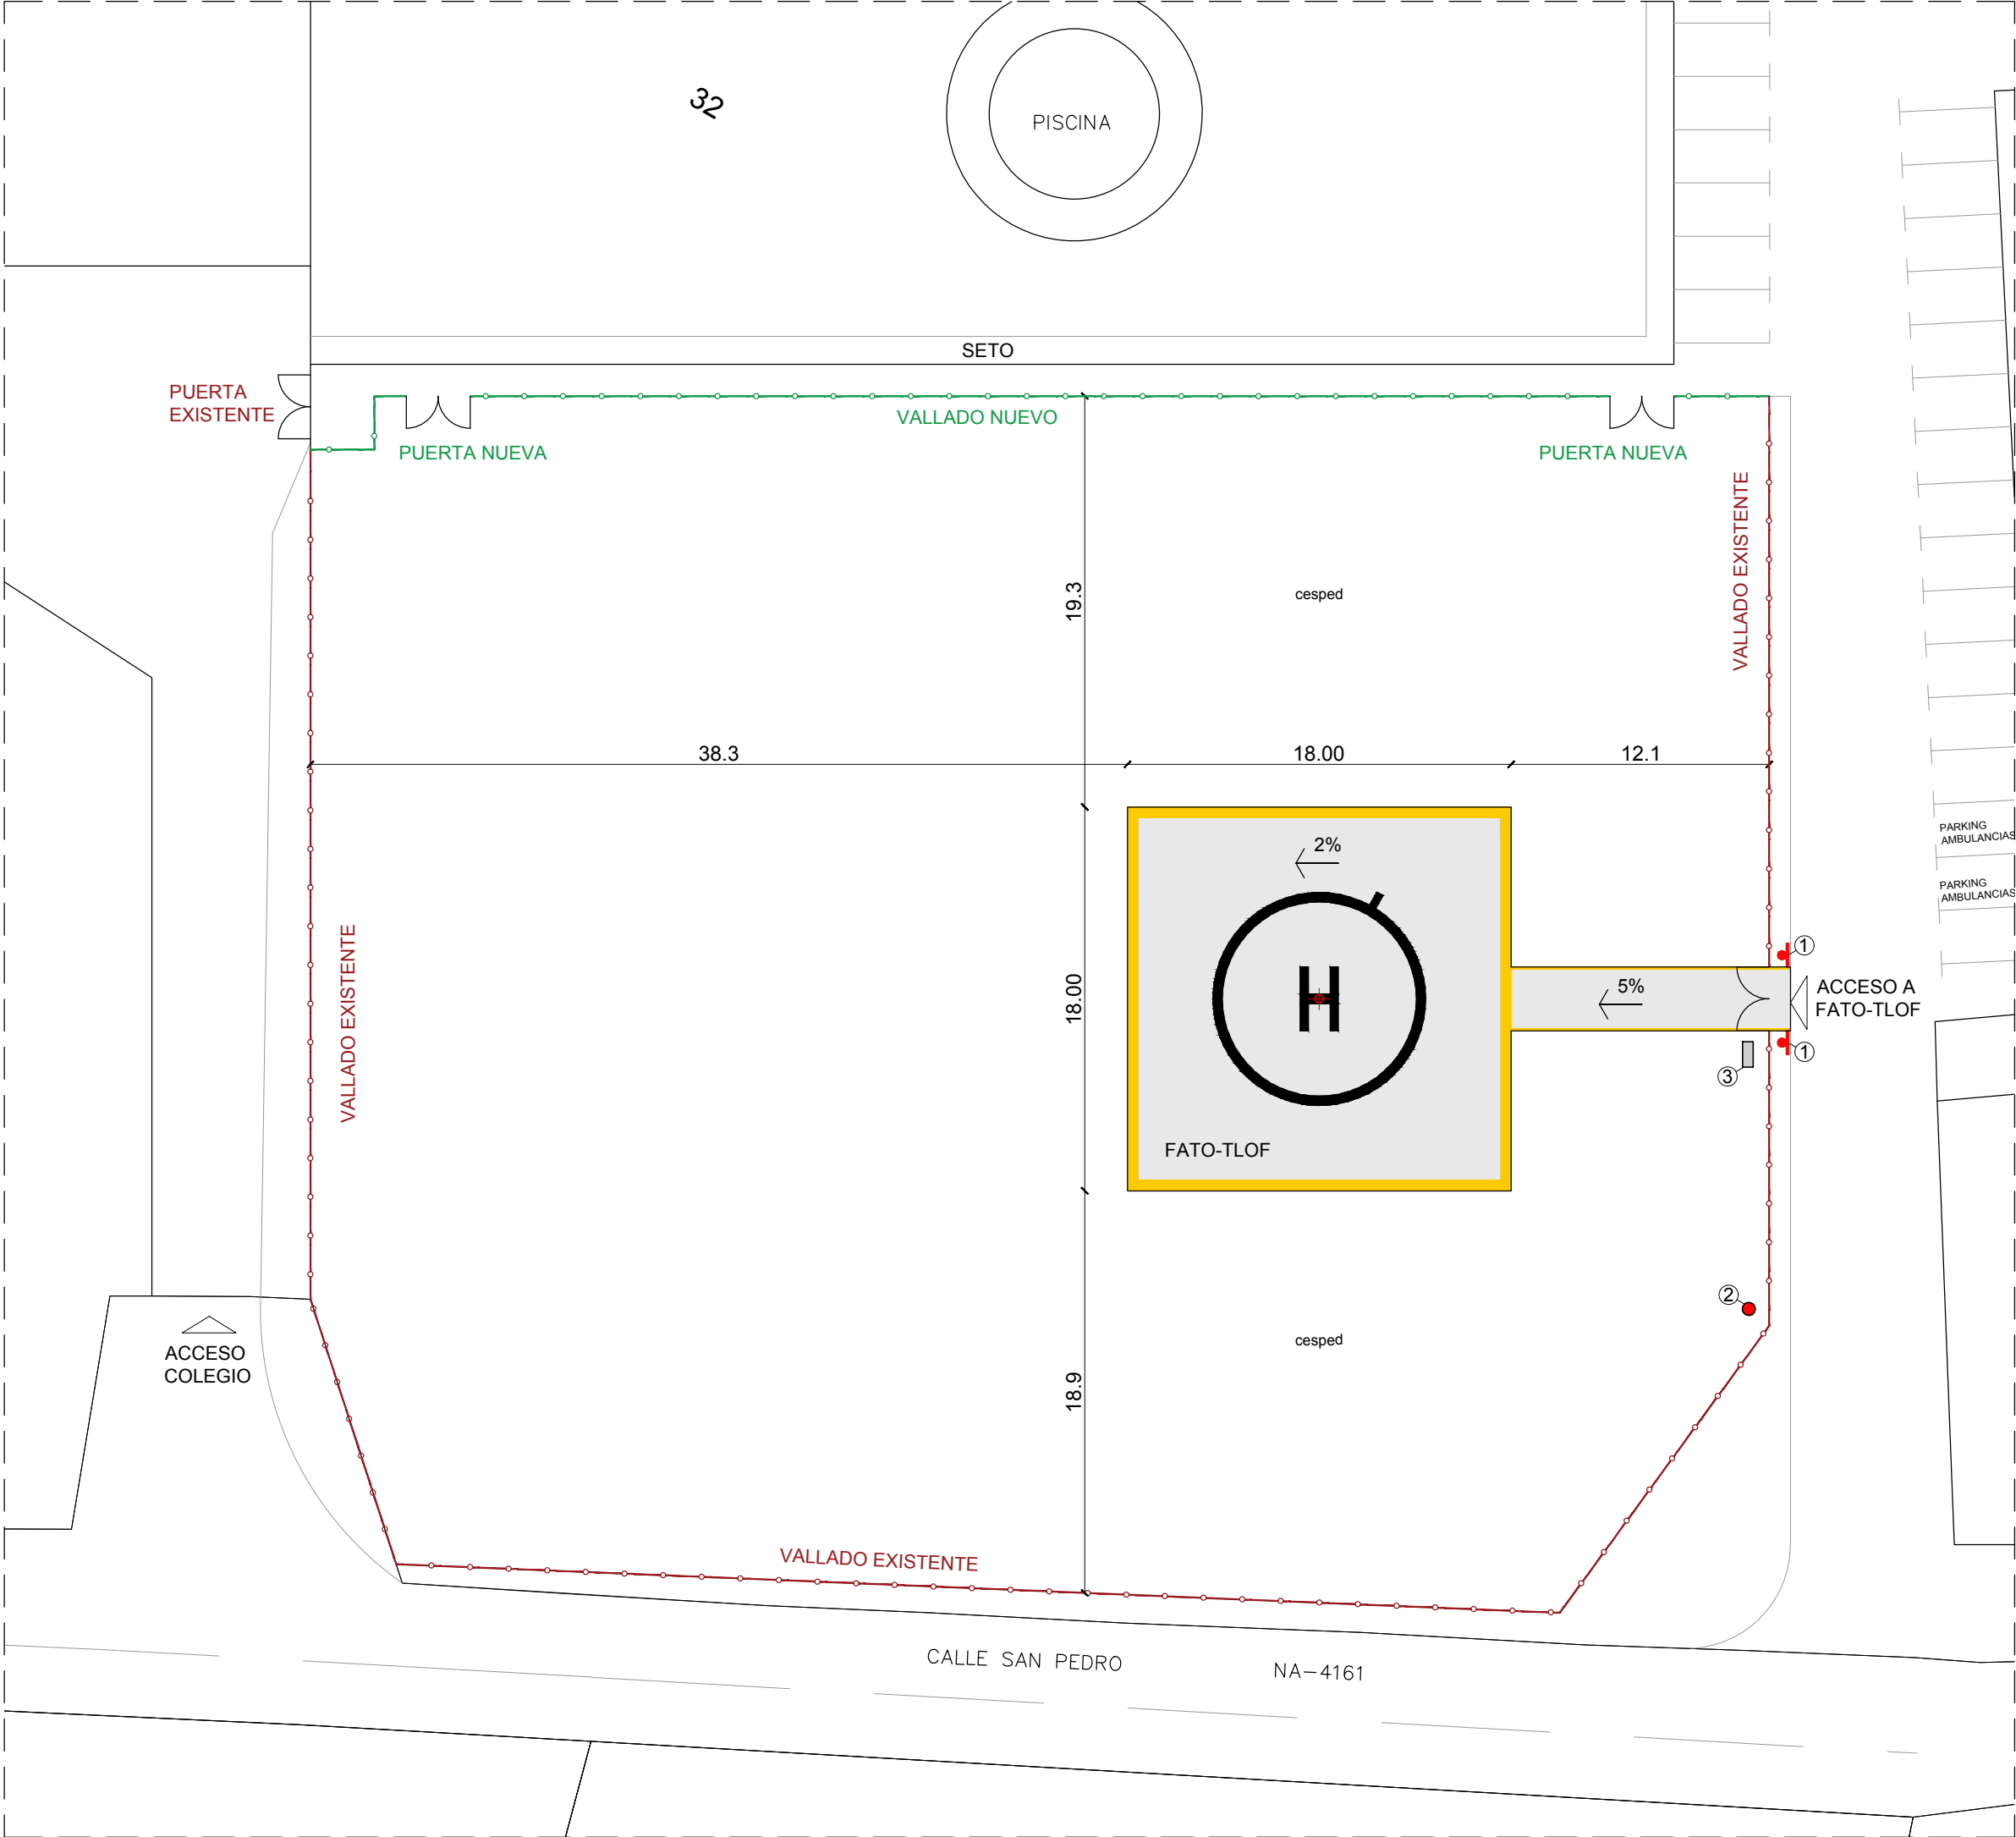 32
PISCINA
SETO
PUERTA
EXISTENTE
VALLADO NUEVO
PUERTA NUEVA
PUERTA NUEVA
VALLADO EXISTENTE
19.3
cesped
38.3
18.00
12.1
PARKING
AMBULANCIAS
2%
PARKING
AMBULANCIAS
VALLADO EXISTENTE
1
H
18.00
5%
ACCESO A
FATO-TLOF
1
3
FATO-TLOF
2
cesped
ACCESO
COLEGIO
18.9
VALLADO EXISTENTE
CALLE SAN PEDRO
NA-4161